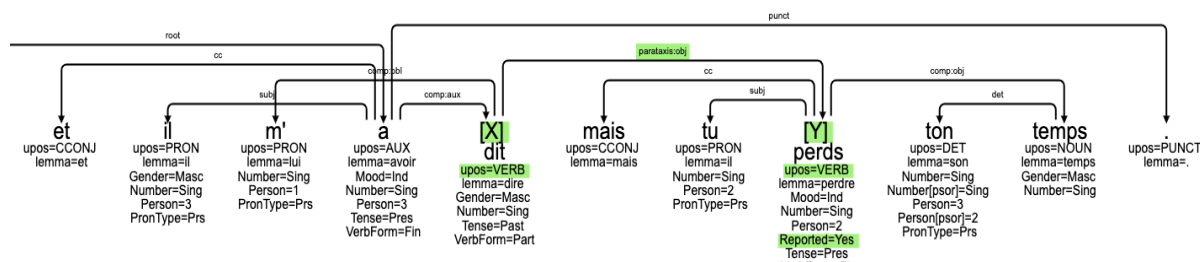 punct
root
cc
parataxis:obj
comp:obl
cc
comp:obj
subj
comp:aux
subj
det
et il m' a [X] mais tu [Y] ton temps .
dit perds
upos=CCONJ upos=PRON upos=PRON upos=AUX upos=VERB upos=CCONJ upos=PRON upos=VERB upos=DET upos=NOUN upos=PUNCT
lemma=et lemma=il lemma=lui lemma=avoir lemma=dire lemma=mais lemma=il lemma=perdre lemma=son lemma=temps lemma=.
Gender=Masc Number=Sing Mood=Ind Gender=Masc Number=Sing Mood=Ind Number=Sing Gender=Masc
Number=Sing Person=1 Number=Sing Number=Sing Person=2 Number=Sing Number[psor]=Sing Number=Sing
Person=3 PronType=Prs Person=3 Tense=Past PronType=Prs Person=2 Person=3
PronType=Prs Tense=Pres VerbForm=Part Reported=Yes Person[psor]=2
VerbForm=Fin Tense=Pres PronType=Prs